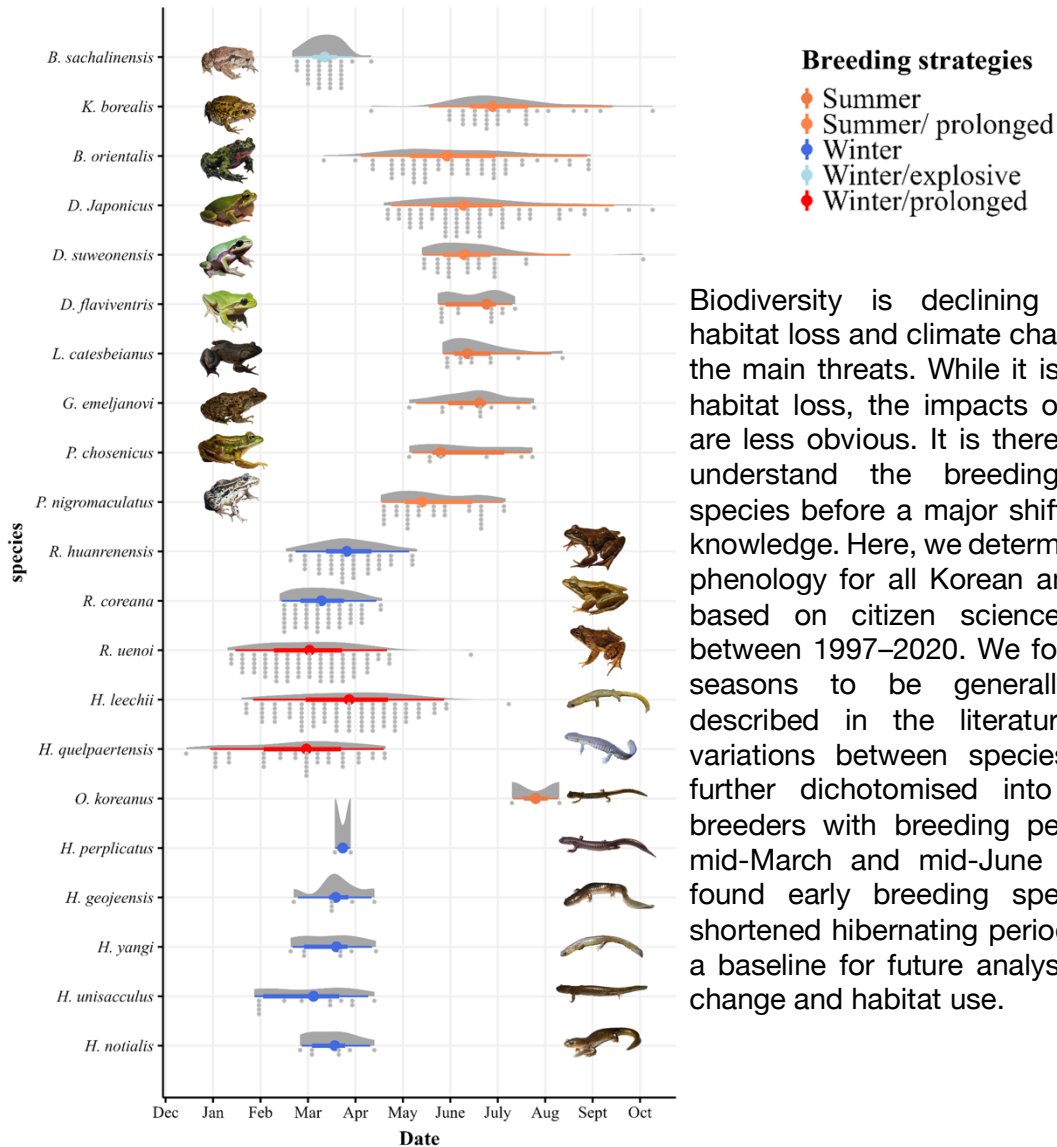 B. sachalinensis
K. borealis
B. orientalis
D. Japonicus
D. suweonensis
D. flaviventris
L. catesbeianus
G. emeljanovi
P. chosenicus
P. nigromaculatus
R. huanrenensis
R. coreana
R. uenoi
H. leechii
H. quelpaertensis
O. koreanus
H. perplicatus
H. geojeensis
H. yangi
H. unisacculus
H. notialis
species
Dec Jan Feb Mar Apr May June July Aug Sept Oct
Date
Breeding strategies
Summer
Summer/ prolonged
Winter
Winter/explosive
Winter/prolonged
Biodiversity is declining
habitat loss and climate cha
the main threats. While it is
habitat loss, the impacts o
are less obvious. It is there
understand the breeding
species before a major shif
knowledge. Here, we determ
phenology for all Korean a
based on citizen science
between 1997–2020. We fo
seasons to be generall
described in the literatur
variations between species
further dichotomised into
breeders with breeding pe
mid-March and mid-June
found early breeding spe
shortened hibernating perio
a baseline for future analys
change and habitat use.